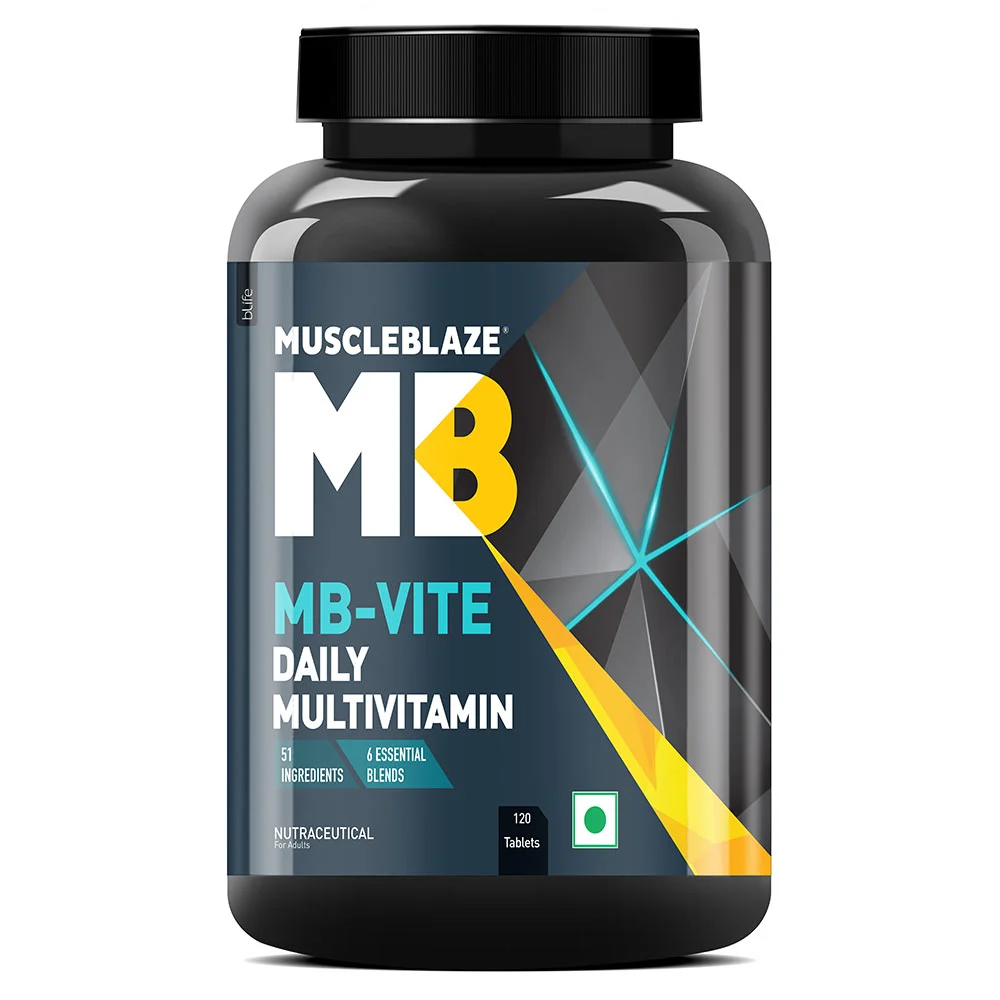 bLife
MUSCLEBLAZE®
MB
MB-VITE
DAILY
MULTIVITAMIN
51
INGREDIENTS
6 ESSENTIAL
BLENDS
NUTRACEUTICAL
For Adults
120
Tablets